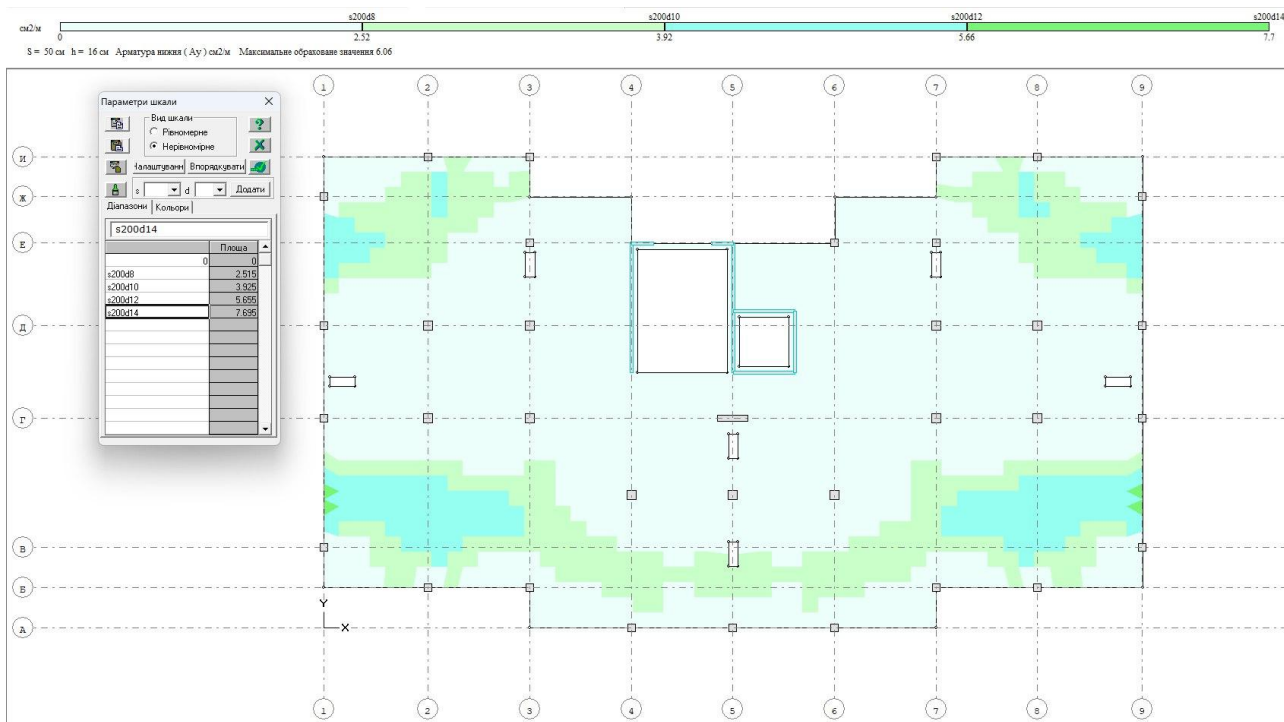 s200d8 s200d10 s200d12 s200d14
см2/м
0 2.52 3.92 5.66 7.7
S = 50 см h = 16 см Арматура нижня ( Ау ) см2/м Максимальне обраховане значення 6.06
1 2 3 4 5 6 7 8 9
Параметри шкали
Вид шкали
Рівномерне
Нерівномірне
?
Налаштуванн Впорядкувати
s d Додати
Діапазони Кольори
s200d14
Площа
0 0
s200d8 2.515
s200d10 3.925
s200d12 5.655
s200d14 7.695
И
Ж
Е
Д
Г
В
Б
А
Y
X
1 2 3 4 5 6 7 8 9